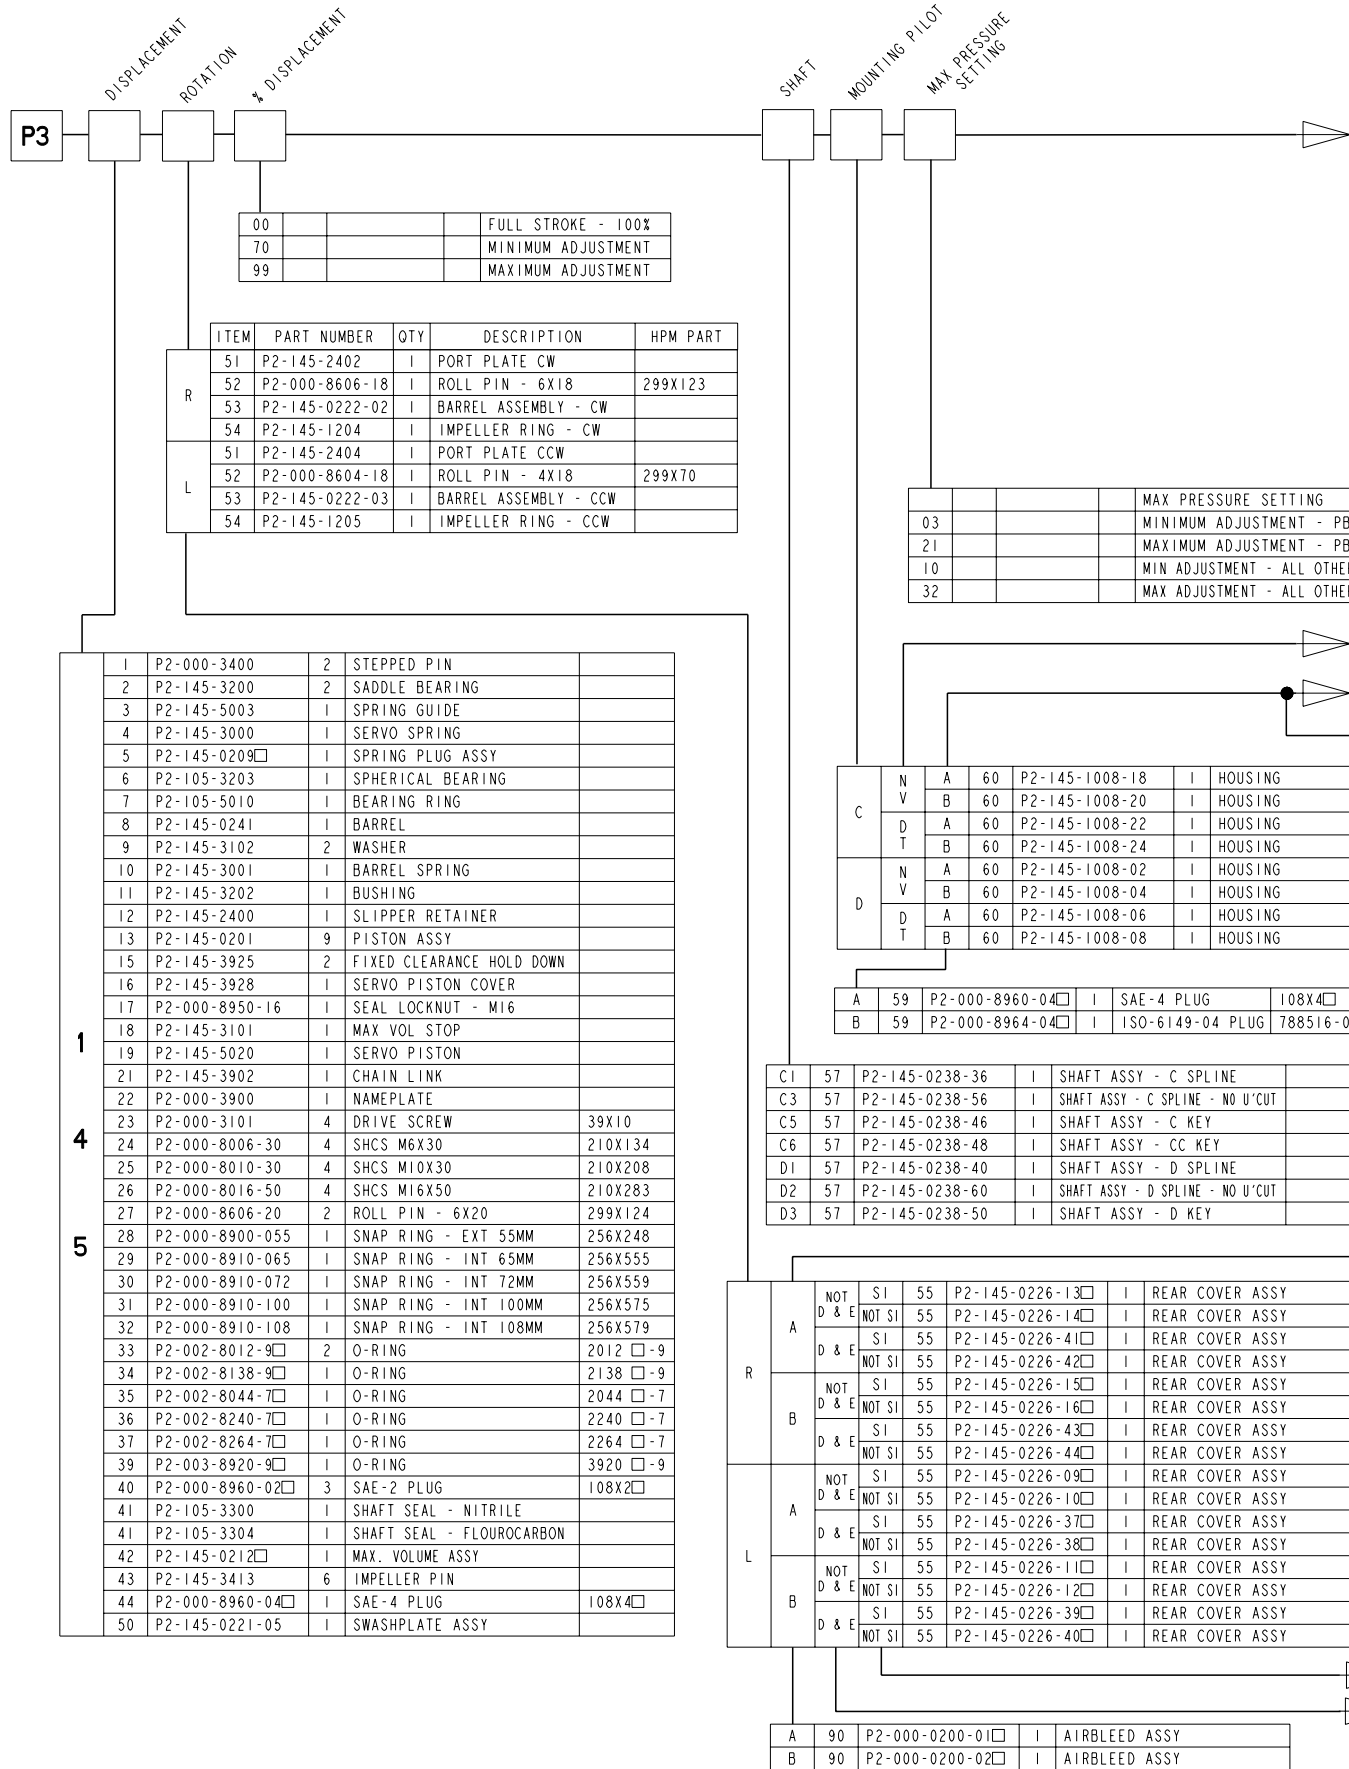 DISPLACEMENT
ROTATION
% DISPLACEMENT
SHAFT
MOUNTING PILOT
MAX PRESSURE
SETTING
P3
00 FULL STROKE - 100%
70 MINIMUM ADJUSTMENT
99 MAXIMUM ADJUSTMENT
ITEM PART NUMBER QTY DESCRIPTION HPM PART
R
51 P2-145-2402 1 PORT PLATE CW
52 P2-000-8606-18 1 ROLL PIN - 6X18 299X123
53 P2-145-0222-02 1 BARREL ASSEMBLY - CW
54 P2-145-1204 1 IMPELLER RING - CW
L
51 P2-145-2404 1 PORT PLATE CCW
52 P2-000-8604-18 1 ROLL PIN - 4X18 299X70
53 P2-145-0222-03 1 BARREL ASSEMBLY - CCW
54 P2-145-1205 1 IMPELLER RING - CCW
MAX PRESSURE SETTING
03 MINIMUM ADJUSTMENT - PB
21 MAXIMUM ADJUSTMENT - PB
10 MIN ADJUSTMENT - ALL OTHE
32 MAX ADJUSTMENT - ALL OTHE
145
1 P2-000-3400 2 STEPPED PIN
2 P2-145-3200 2 SADDLE BEARING
3 P2-145-5003 1 SPRING GUIDE
4 P2-145-3000 1 SERVO SPRING
5 P2-145-0209□ 1 SPRING PLUG ASSY
6 P2-105-3203 1 SPHERICAL BEARING
7 P2-105-5010 1 BEARING RING
8 P2-145-0241 1 BARREL
9 P2-145-3102 2 WASHER
10 P2-145-3001 1 BARREL SPRING
11 P2-145-3202 1 BUSHING
12 P2-145-2400 1 SLIPPER RETAINER
13 P2-145-0201 9 PISTON ASSY
15 P2-145-3925 2 FIXED CLEARANCE HOLD DOWN
16 P2-145-3928 1 SERVO PISTON COVER
17 P2-000-8950-16 1 SEAL LOCKNUT - M16
18 P2-145-3101 1 MAX VOL STOP
19 P2-145-5020 1 SERVO PISTON
21 P2-145-3902 1 CHAIN LINK
22 P2-000-3900 1 NAMEPLATE
23 P2-000-3101 4 DRIVE SCREW 39X10
24 P2-000-8006-30 4 SHCS M6X30 210X134
25 P2-000-8010-30 4 SHCS M10X30 210X208
26 P2-000-8016-50 4 SHCS M16X50 210X283
27 P2-000-8606-20 2 ROLL PIN - 6X20 299X124
28 P2-000-8900-055 1 SNAP RING - EXT 55MM 256X248
29 P2-000-8910-065 1 SNAP RING - INT 65MM 256X555
30 P2-000-8910-072 1 SNAP RING - INT 72MM 256X559
31 P2-000-8910-100 1 SNAP RING - INT 100MM 256X575
32 P2-000-8910-108 1 SNAP RING - INT 108MM 256X579
33 P2-002-8012-9□ 2 O-RING 2012 □-9
34 P2-002-8138-9□ 1 O-RING 2138 □-9
35 P2-002-8044-7□ 1 O-RING 2044 □-7
36 P2-002-8240-7□ 1 O-RING 2240 □-7
37 P2-002-8264-7□ 1 O-RING 2264 □-7
39 P2-003-8920-9□ 1 O-RING 3920 □-9
40 P2-000-8960-02□ 3 SAE-2 PLUG 108X2□
41 P2-105-3300 1 SHAFT SEAL - NITRILE
41 P2-105-3304 1 SHAFT SEAL - FLOUROCARBON
42 P2-145-0212□ 1 MAX. VOLUME ASSY
43 P2-145-3413 6 IMPELLER PIN
44 P2-000-8960-04□ 1 SAE-4 PLUG 108X4□
50 P2-145-0221-05 1 SWASHPLATE ASSY
C
NV A 60 P2-145-1008-18 1 HOUSING
B 60 P2-145-1008-20 1 HOUSING
DT A 60 P2-145-1008-22 1 HOUSING
B 60 P2-145-1008-24 1 HOUSING
D
NV A 60 P2-145-1008-02 1 HOUSING
B 60 P2-145-1008-04 1 HOUSING
DT A 60 P2-145-1008-06 1 HOUSING
B 60 P2-145-1008-08 1 HOUSING
A 59 P2-000-8960-04□ 1 SAE-4 PLUG 108X4□
B 59 P2-000-8964-04□ 1 ISO-6149-04 PLUG 788516-0
C1 57 P2-145-0238-36 1 SHAFT ASSY - C SPLINE
C3 57 P2-145-0238-56 1 SHAFT ASSY - C SPLINE - NO U'CUT
C5 57 P2-145-0238-46 1 SHAFT ASSY - C KEY
C6 57 P2-145-0238-48 1 SHAFT ASSY - CC KEY
D1 57 P2-145-0238-40 1 SHAFT ASSY - D SPLINE
D2 57 P2-145-0238-60 1 SHAFT ASSY - D SPLINE - NO U'CUT
D3 57 P2-145-0238-50 1 SHAFT ASSY - D KEY
R
A NOT D & E S1 55 P2-145-0226-13□ 1 REAR COVER ASSY
NOT S1 55 P2-145-0226-14□ 1 REAR COVER ASSY
D & E S1 55 P2-145-0226-41□ 1 REAR COVER ASSY
NOT S1 55 P2-145-0226-42□ 1 REAR COVER ASSY
B NOT D & E S1 55 P2-145-0226-15□ 1 REAR COVER ASSY
NOT S1 55 P2-145-0226-16□ 1 REAR COVER ASSY
D & E S1 55 P2-145-0226-43□ 1 REAR COVER ASSY
NOT S1 55 P2-145-0226-44□ 1 REAR COVER ASSY
L
A NOT D & E S1 55 P2-145-0226-09□ 1 REAR COVER ASSY
NOT S1 55 P2-145-0226-10□ 1 REAR COVER ASSY
D & E S1 55 P2-145-0226-37□ 1 REAR COVER ASSY
NOT S1 55 P2-145-0226-38□ 1 REAR COVER ASSY
B NOT D & E S1 55 P2-145-0226-11□ 1 REAR COVER ASSY
NOT S1 55 P2-145-0226-12□ 1 REAR COVER ASSY
D & E S1 55 P2-145-0226-39□ 1 REAR COVER ASSY
NOT S1 55 P2-145-0226-40□ 1 REAR COVER ASSY
A 90 P2-000-0200-01□ 1 AIRBLEED ASSY
B 90 P2-000-0200-02□ 1 AIRBLEED ASSY